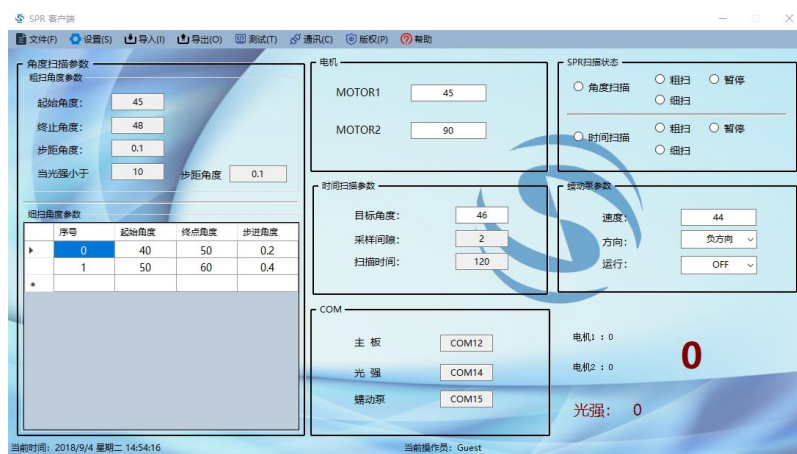 SPR 客户端
文件(F) 设置(S) 导入(I) 导出(O) 测试(T) 通讯(C) 版权(P) 帮助
角度扫描参数
粗扫角度参数
起始角度: 45
终止角度: 48
步距角度: 0.1
当光强小于 10 步距角度 0.1
细扫角度参数
序号 起始角度 终点角度 步进角度
0 40 50 0.2
1 50 60 0.4
电机
MOTOR1 45
MOTOR2 90
时间扫描参数
目标角度: 46
采样间隙: 2
扫描时间: 120
COM
主 板 COM12
光 强 COM14
蠕动泵 COM15
SPR扫描状态
角度扫描 粗扫 暂停
细扫
时间扫描 粗扫 暂停
细扫
蠕动泵参数
速度: 44
方向: 负方向
运行: OFF
电机1 : 0
电机2 : 0
0
光强: 0
当前时间: 2018/9/4 星期二 14:54:16
当前操作员: Guest